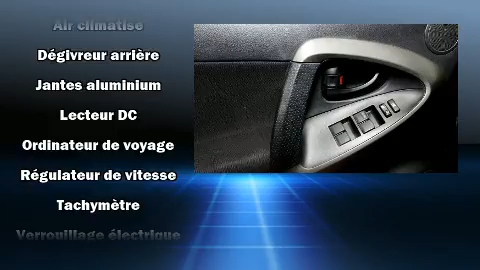 Air climatisé
Dégivreur arrière
Jantes aluminium
Lecteur DC
Ordinateur de voyage
Régulateur de vitesse
Tachymètre
Verrouillage électrique